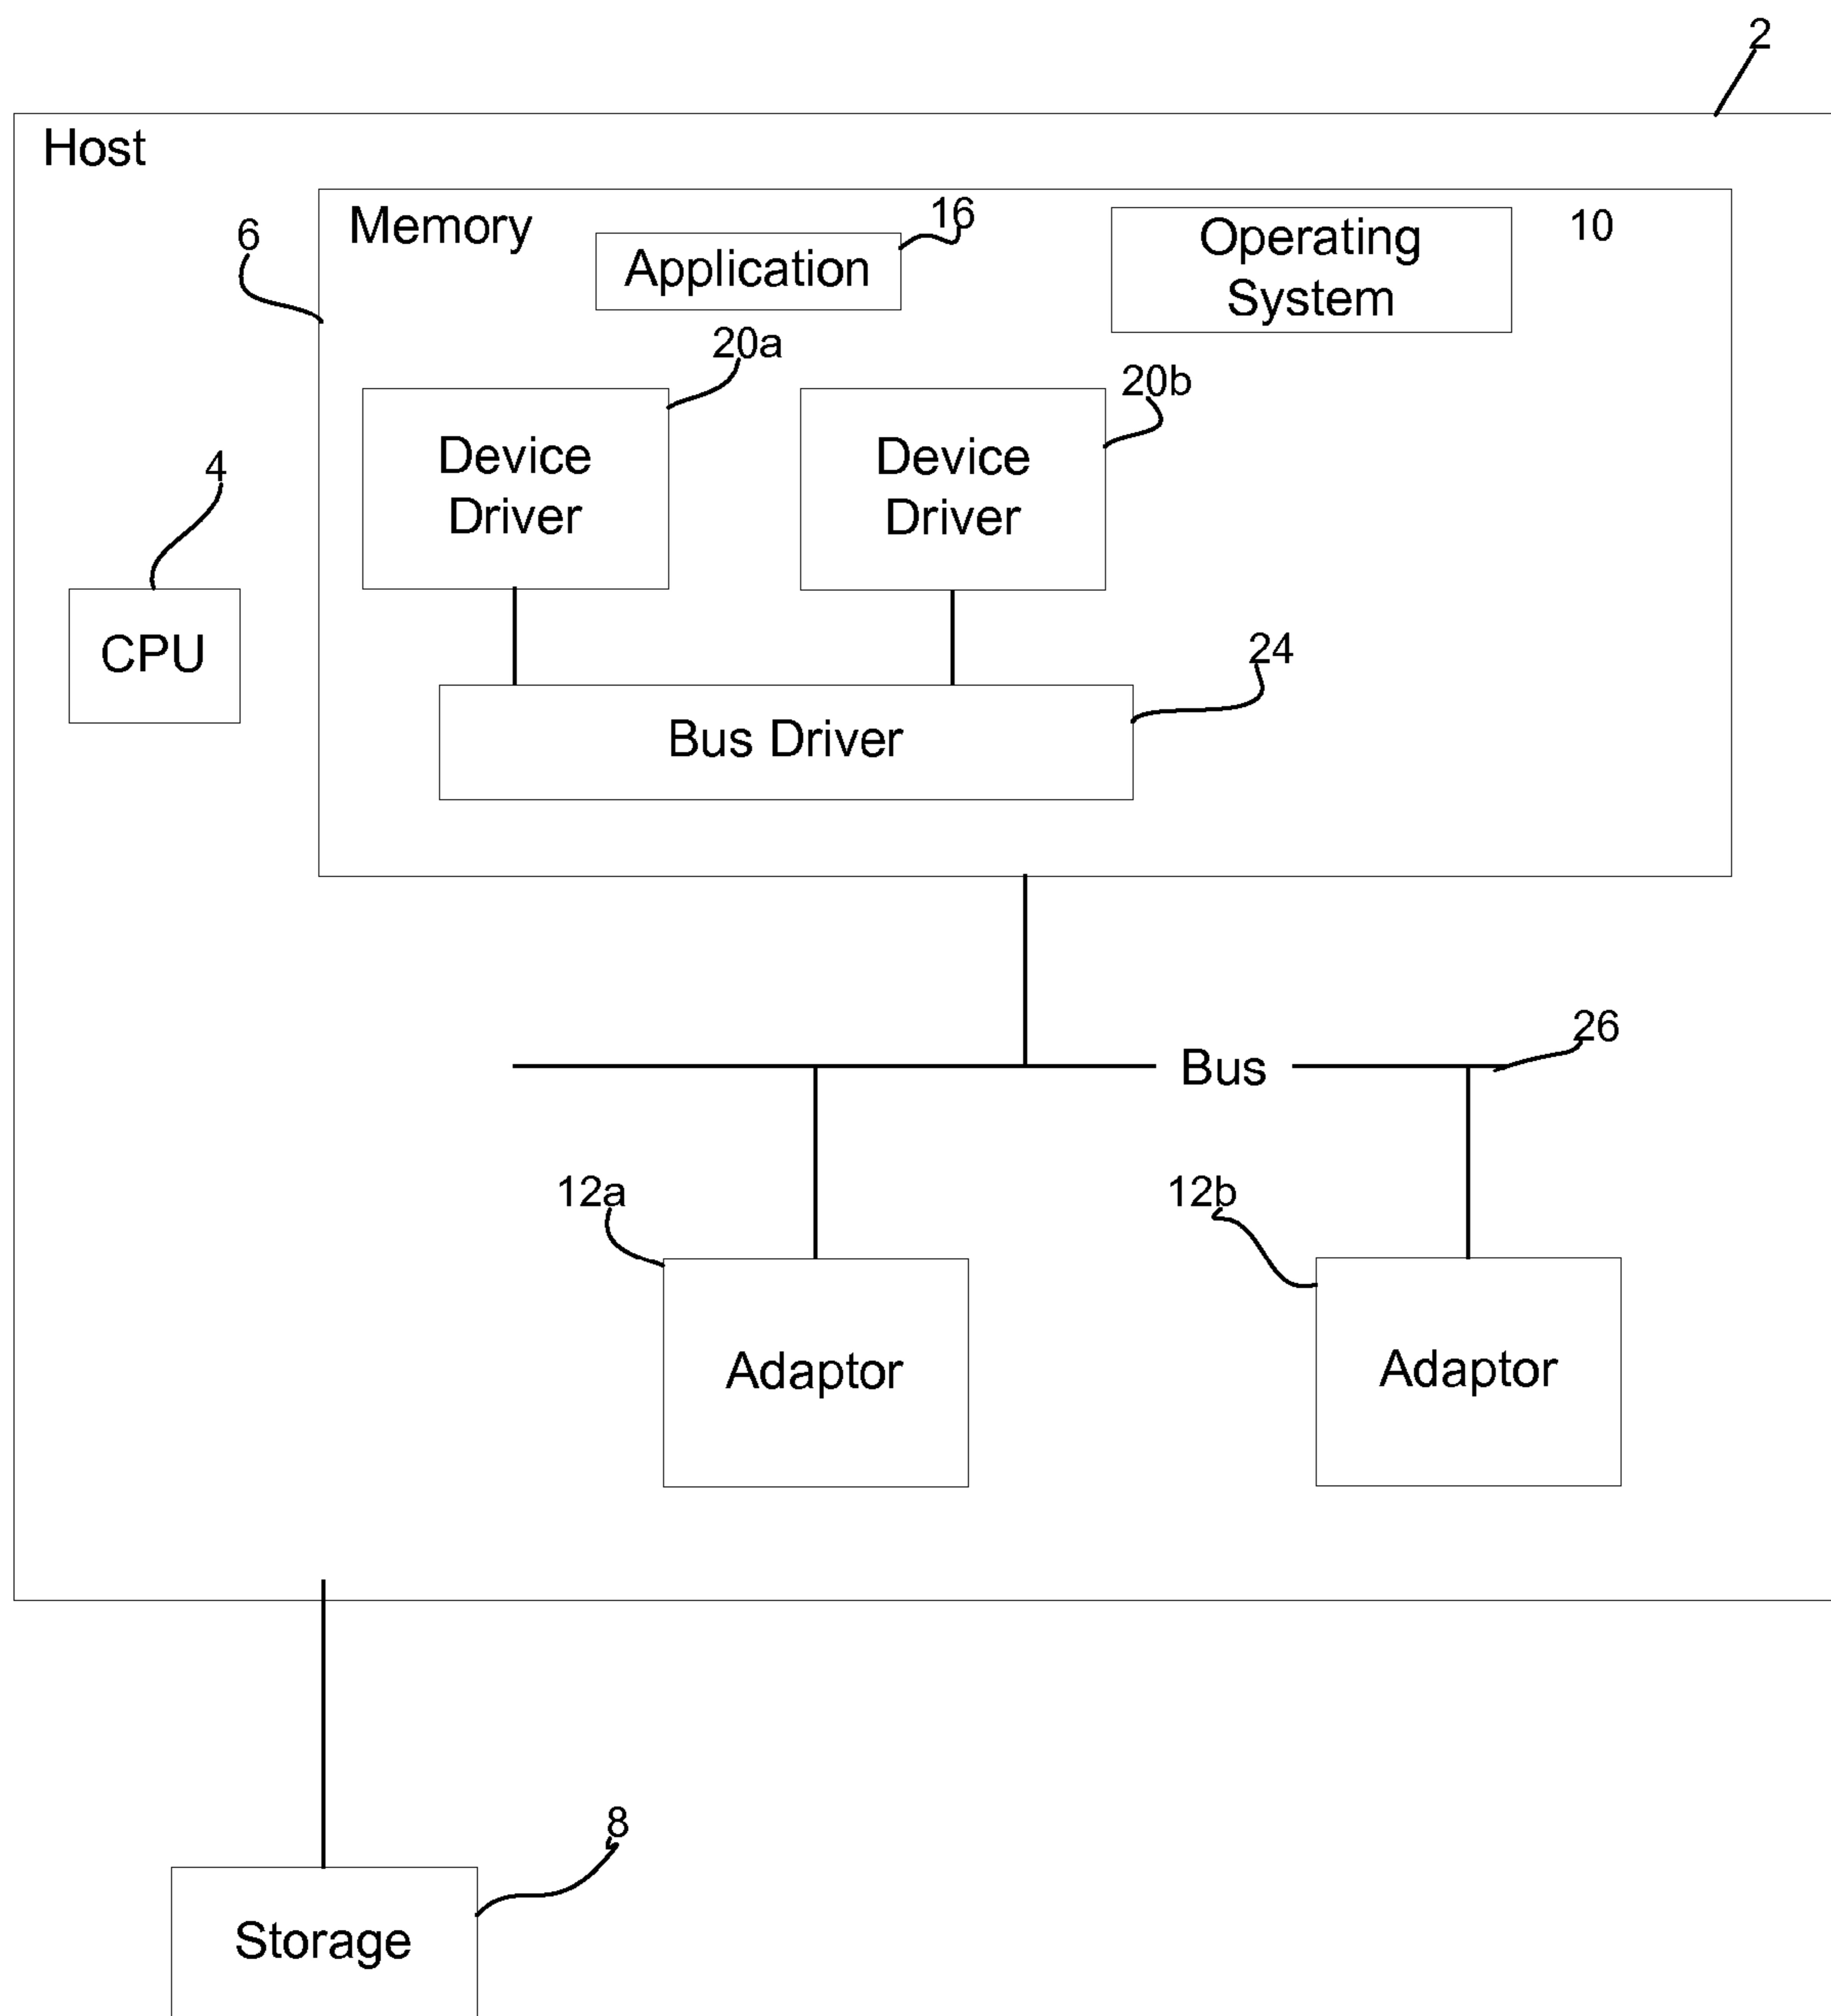 2
Host
Memory
16
Operating
System
10
6
Application
20a
20b
Device
Driver
Device
Driver
4
CPU
24
Bus Driver
26
Bus
12a
12b
Adaptor
Adaptor
8
Storage